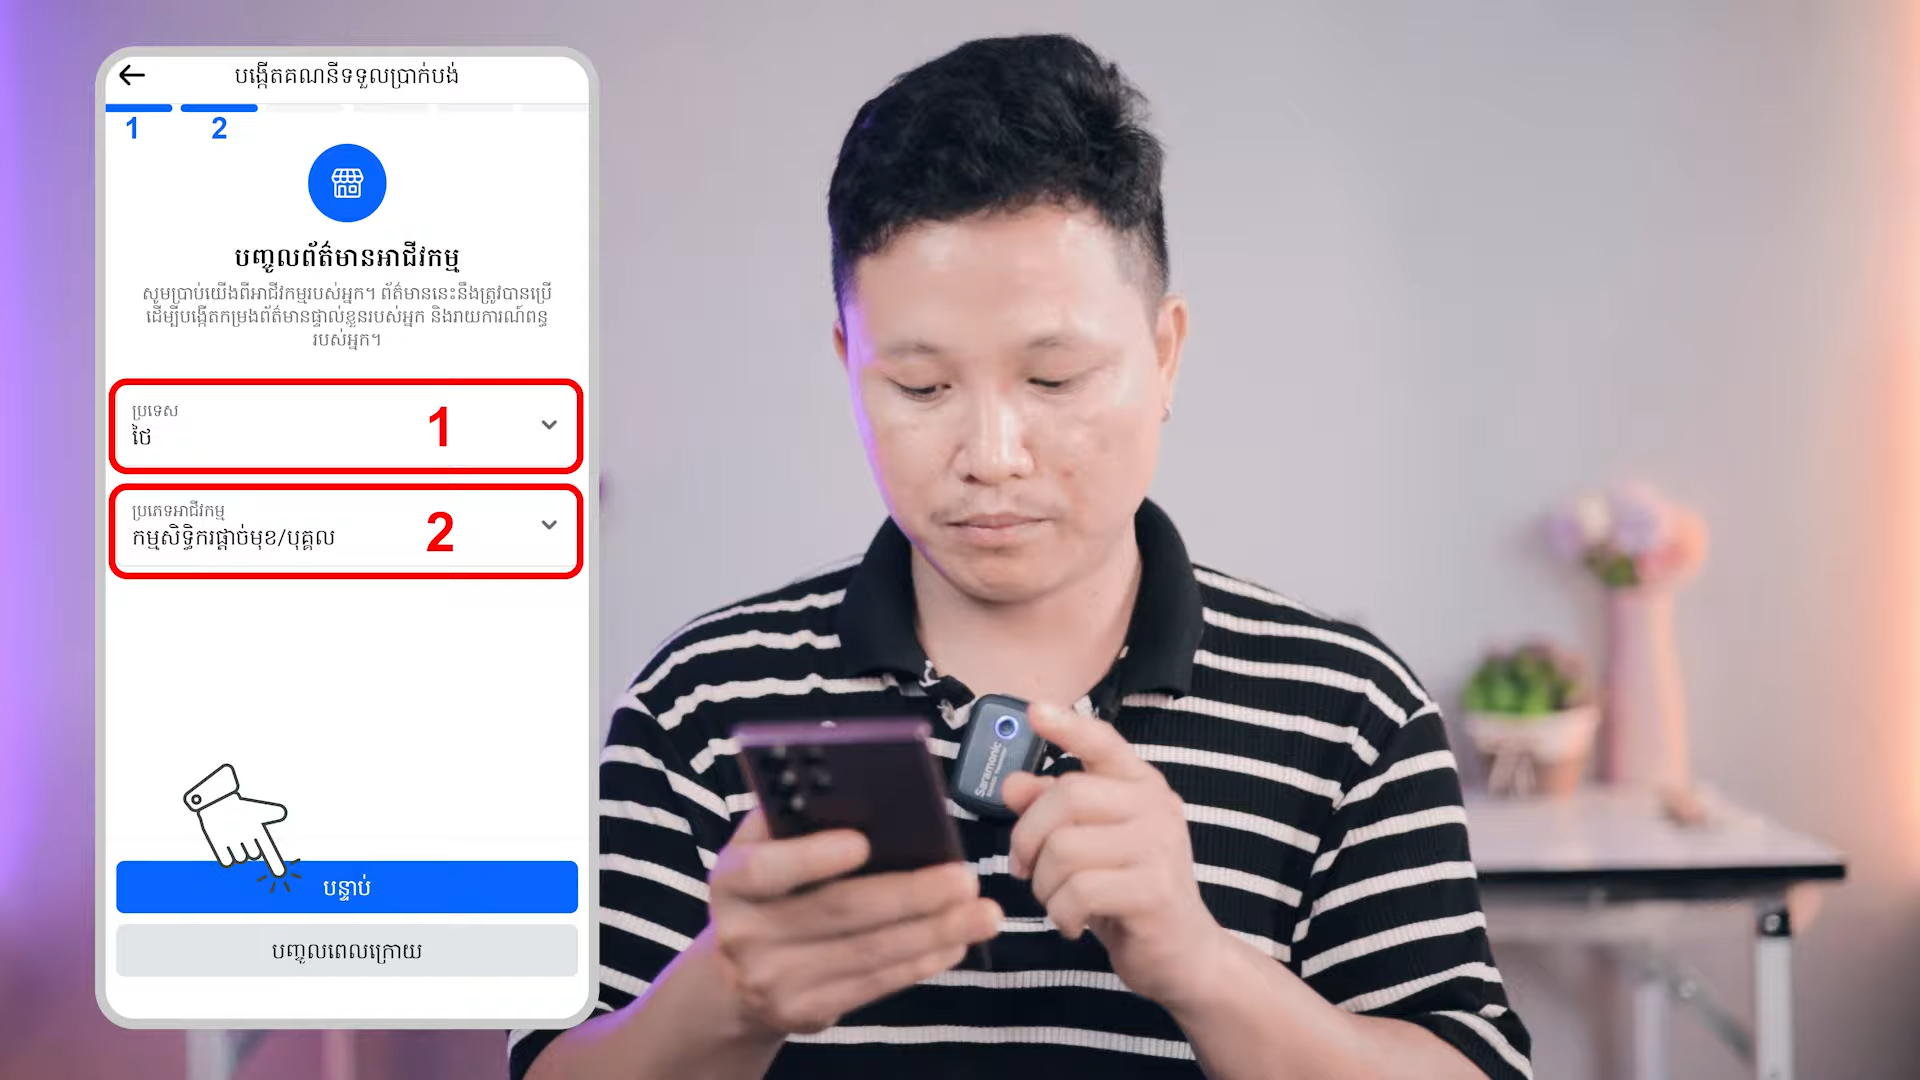 បង្កើតគណនីទទួលប្រាក់បង់
1 2
បញ្ចូលព័ត៌មានអាជីវកម្ម
សូមប្រាប់យើងពីអាជីវកម្មរបស់អ្នក។ ព័ត៌មាននេះនឹងត្រូវបានប្រើ
ដើម្បីបង្កើតកម្រងព័ត៌មានផ្ទាល់ខ្លួនរបស់អ្នក និងរាយការណ៍ពន្ធ
របស់អ្នក។
ប្រទេស
ថៃ
1
ប្រភេទអាជីវកម្ម
កម្មសិទ្ធិករផ្តាច់មុខ/បុគ្គល
2
បន្ទាប់
បញ្ចូលពេលក្រោយ
Saramonic